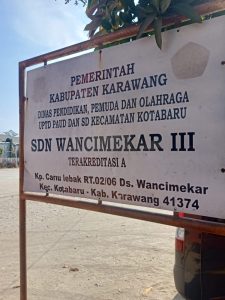 PEMERINTAH
KABUPATEN KARAWANG
DINAS PENDIDIKAN, PEMUDA DAN OLAHRAGA
UPTD PAUD DAN SD KECAMATAN KOTABARU
SDN WANCIMEKAR III
TERAKREDITASI A
Kp. Cariu lebak RT.02/06 Ds. Wancimekar
Kec. Kotabaru - Kab. Karawang 41374